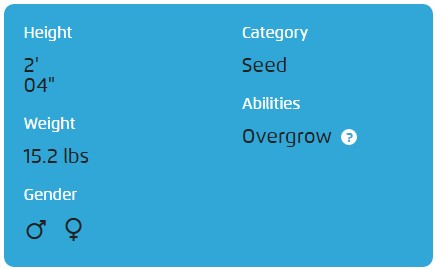 Height
2'
04"
Weight
15.2 lbs
Gender
♂ ♀
Category
Seed
Abilities
Overgrow ?